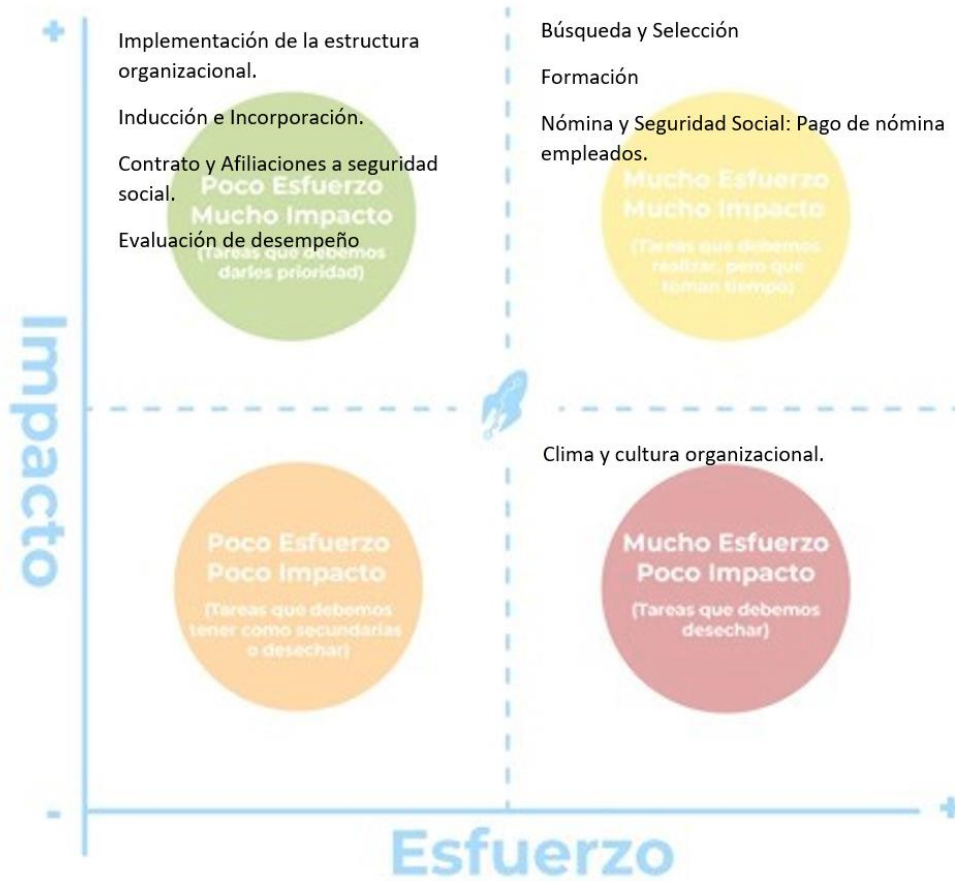 +
Implementación de la estructura
organizacional.
Inducción e Incorporación.
Contrato y Afiliaciones a seguridad
social.
Evaluación de desempeño
Poco Esfuerzo
Mucho Impacto
(Tareas que debemos
darles prioridad)
Búsqueda y Selección
Formación
Nómina y Seguridad Social: Pago de nómina
empleados.
Mucho Esfuerzo
Mucho Impacto
(Tareas que debemos
realizar, pero que
toman tiempo)
Impacto
Poco Esfuerzo
Poco Impacto
(Tareas que debemos
tener como secundarias
o desechar)
Clima y cultura organizacional.
Mucho Esfuerzo
Poco Impacto
(Tareas que debemos
desechar)
-
+
Esfuerzo